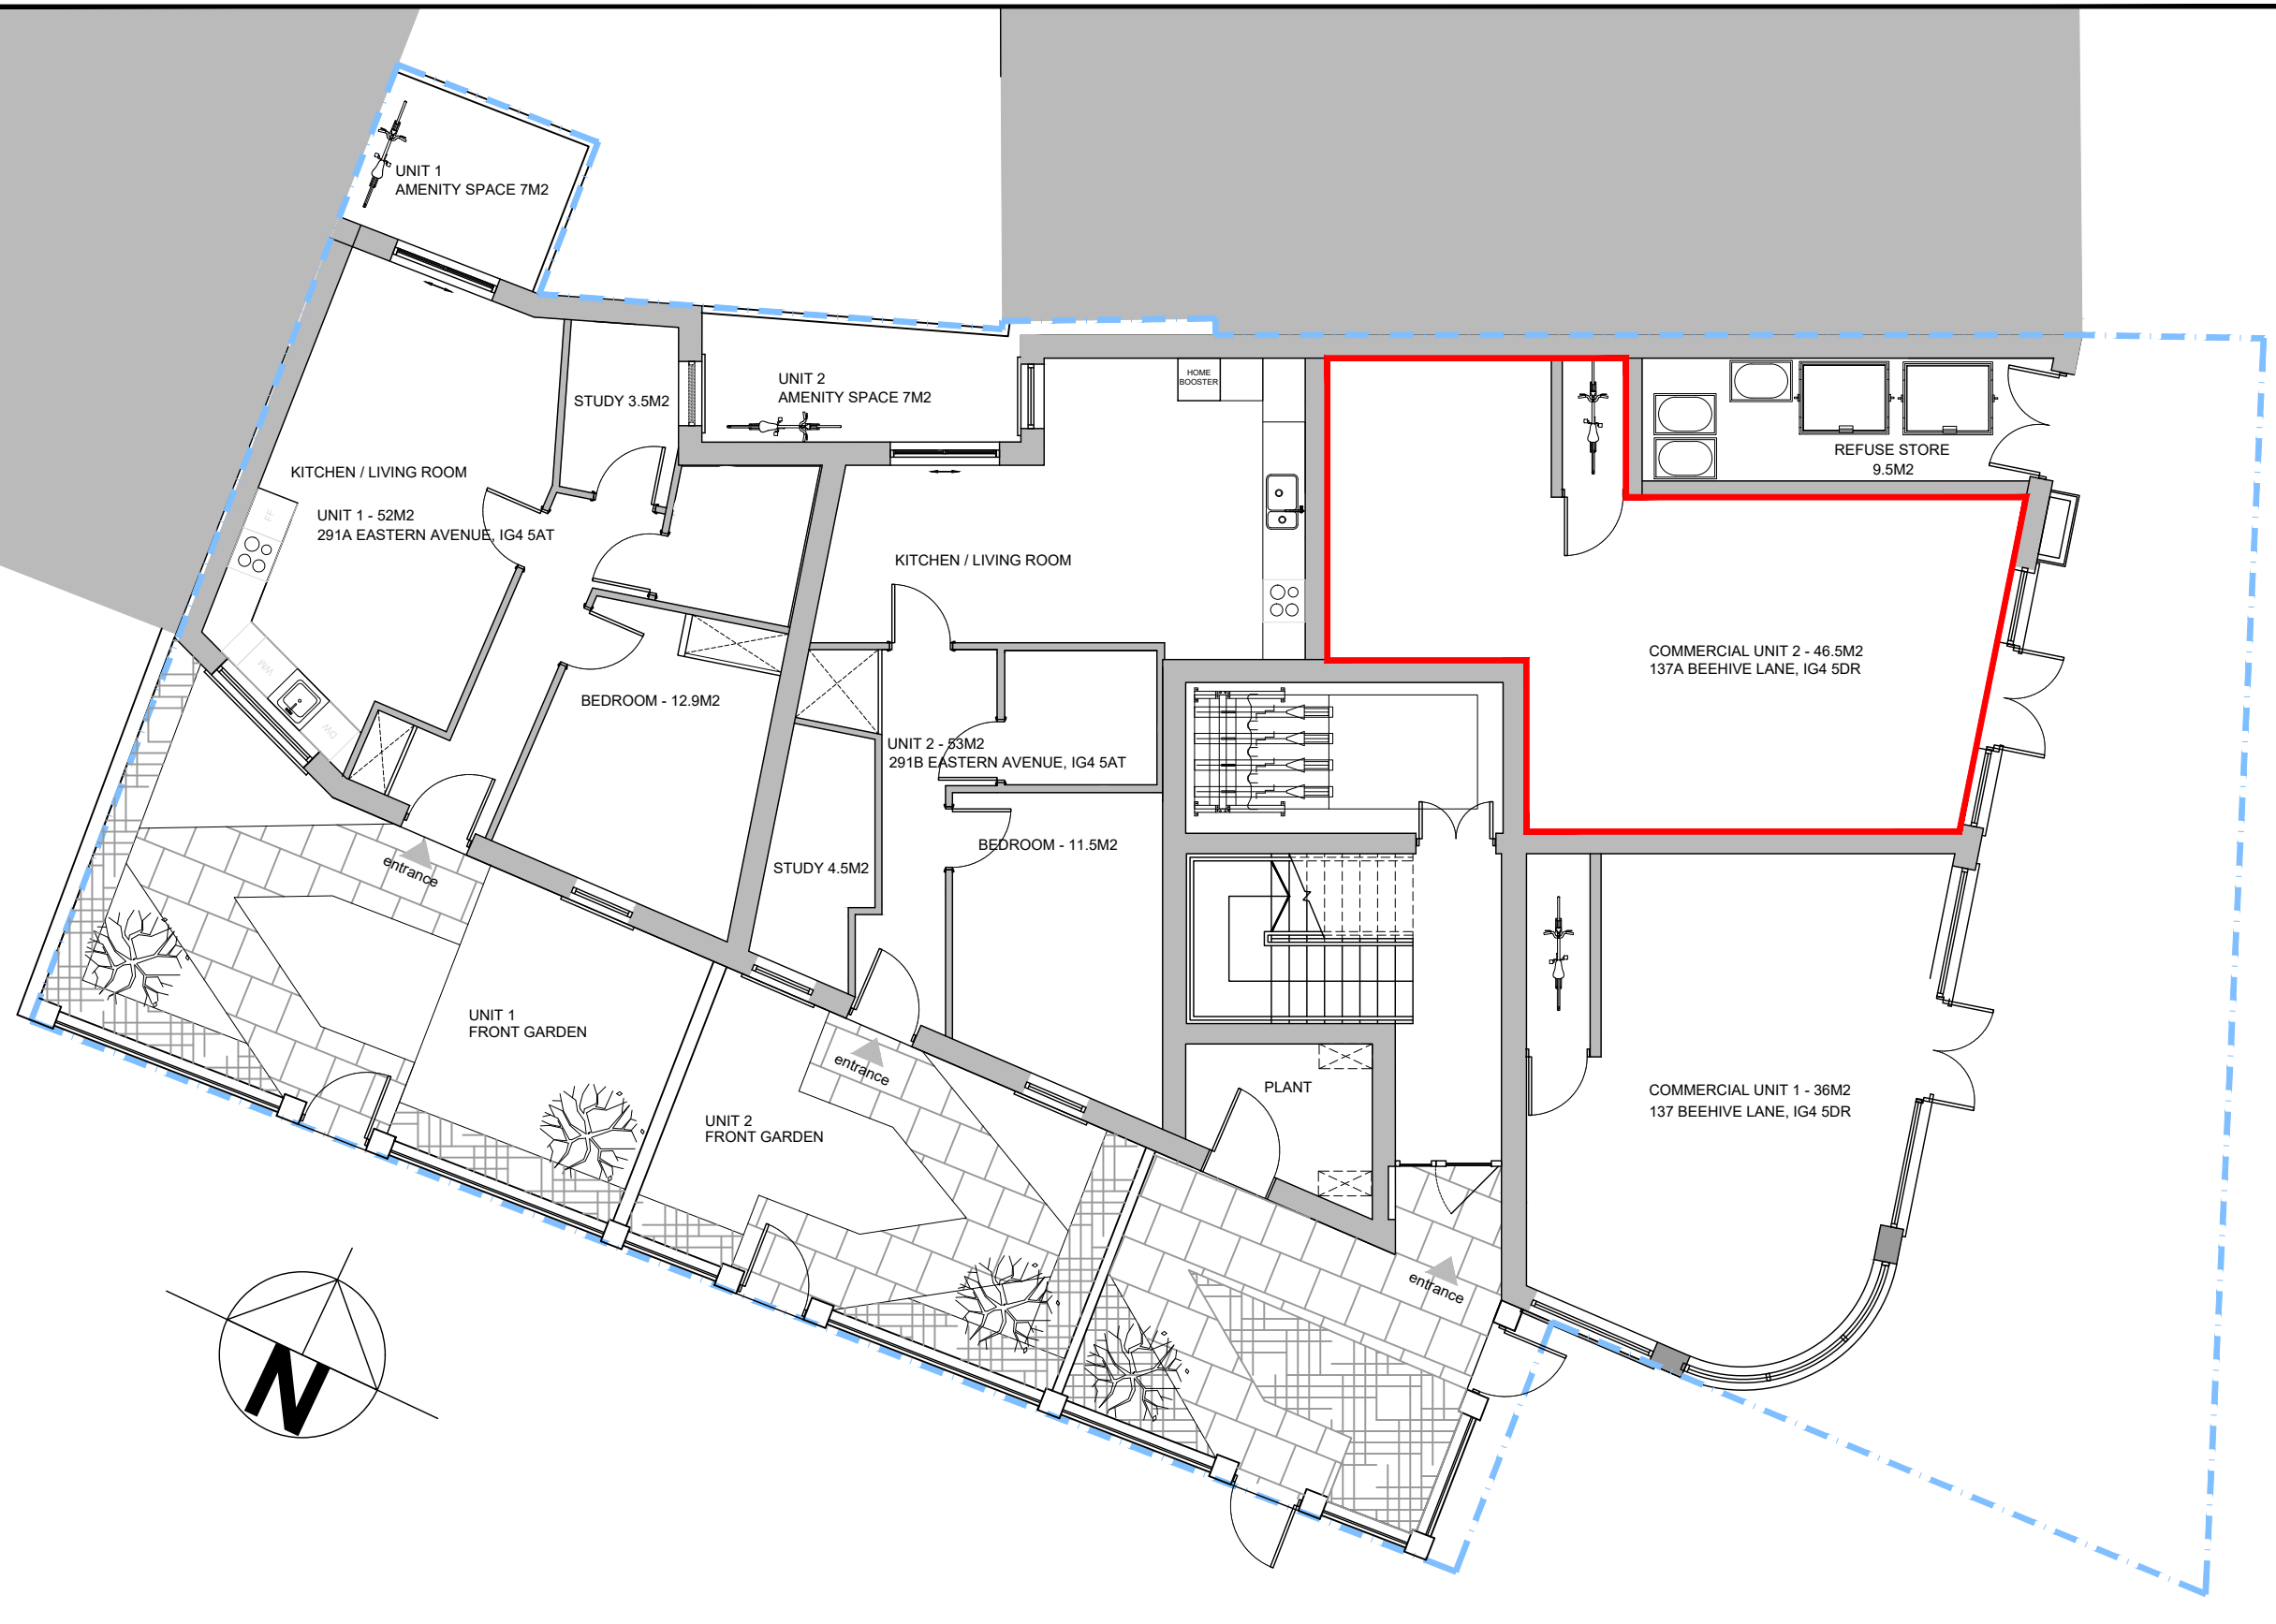 UNIT 1
AMENITY SPACE 7M2
UNIT 2
AMENITY SPACE 7M2
HOME
BOOSTER
STUDY 3.5M2
REFUSE STORE
9.5M2
KITCHEN / LIVING ROOM
UNIT 1 - 52M2
291A EASTERN AVENUE, IG4 5AT
FF
KITCHEN / LIVING ROOM
COMMERCIAL UNIT 2 - 46.5M2
137A BEEHIVE LANE, IG4 5DR
WM
DW
BEDROOM - 12.9M2
UNIT 2 - 53M2
291B EASTERN AVENUE, IG4 5AT
BEDROOM - 11.5M2
STUDY 4.5M2
entrance
UNIT 1
FRONT GARDEN
entrance
PLANT
COMMERCIAL UNIT 1 - 36M2
137 BEEHIVE LANE, IG4 5DR
UNIT 2
FRONT GARDEN
entrance
N